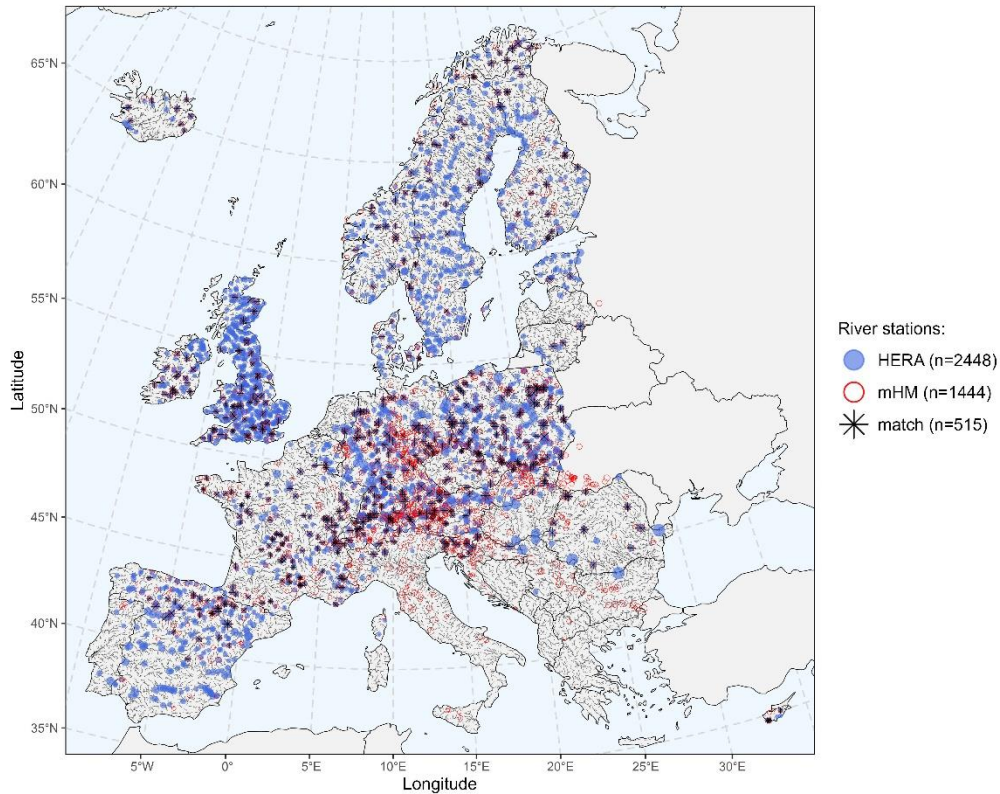 65°N
60°N
55°N
50°N
45°N
40°N
35°N
Latitude
5°W 0° 5°E 10°E 15°E 20°E 25°E 30°E
Longitude
River stations:
HERA (n=2448)
mHM (n=1444)
match (n=515)